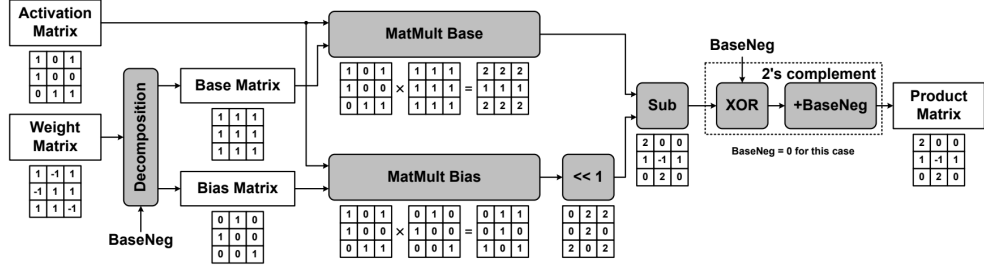 Activation
Matrix
1 0 1
1 0 0
0 1 1
Weight
Matrix
1 -1 1
-1 1 1
1 1 -1
Decomposition
BaseNeg
Base Matrix
1 1 1
1 1 1
1 1 1
Bias Matrix
0 1 0
1 0 0
0 0 1
MatMult Base
1 0 1
1 0 0
0 1 1
×
1 1 1
1 1 1
1 1 1
=
2 2 2
1 1 1
2 2 2
MatMult Bias
1 0 1
1 0 0
0 1 1
×
0 1 0
1 0 0
0 0 1
=
0 1 1
0 1 0
1 0 1
<< 1
0 2 2
0 2 0
2 0 2
Sub
2 0 0
1 -1 1
0 2 0
BaseNeg
2's complement
XOR
+BaseNeg
BaseNeg = 0 for this case
Product
Matrix
2 0 0
1 -1 1
0 2 0